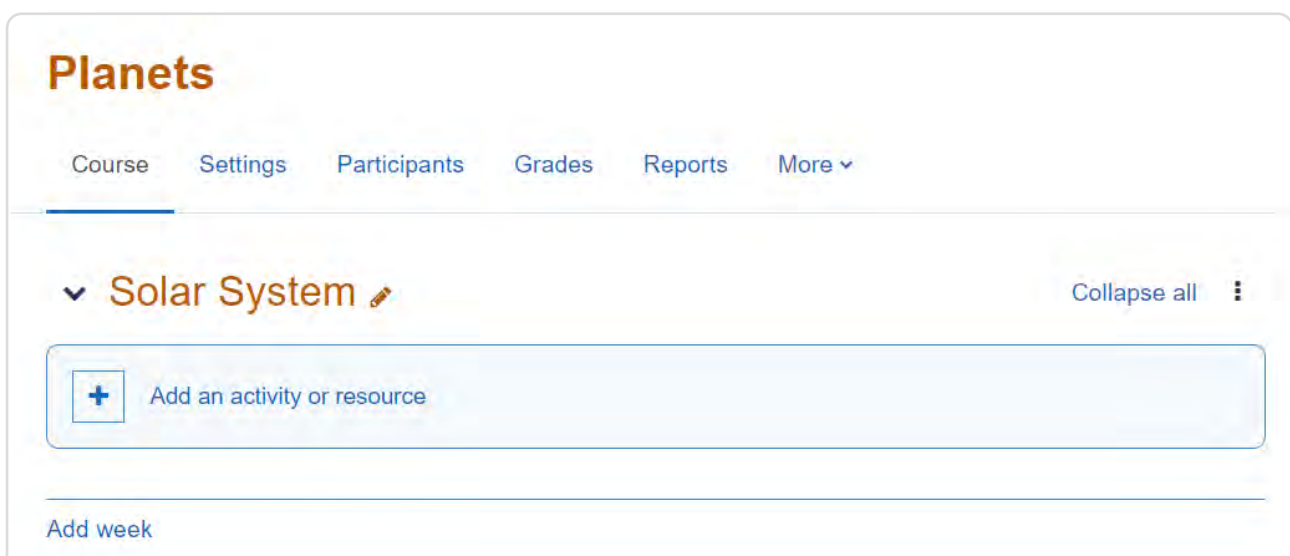 Planets
Course Settings Participants Grades Reports More
Solar System
Collapse all
Add an activity or resource
Add week